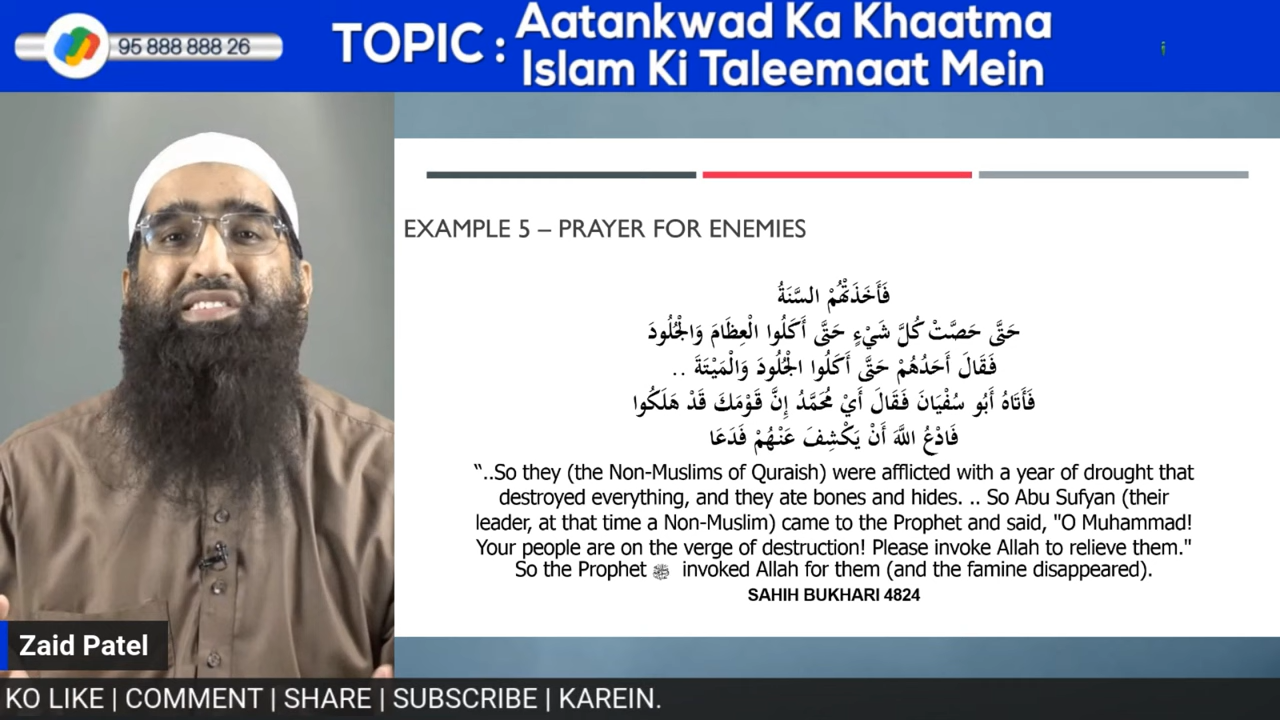 95 888 888 26
TOPIC :
Aatankwad Ka Khaatma
Islam Ki Taleemaat Mein
EXAMPLE 5 – PRAYER FOR ENEMIES
فَأَخَذَتْهُمْ السَّنَةُ
حَتَّى حَصَّتْ كُلَّ شَيْءٍ حَتَّى أَكَلُوا الْعِظَامَ وَالْجُلُودَ
فَقَالَ أَحَدُهُمْ حَتَّى أَكَلُوا الْجُلُودَ وَالْمَيْتَةَ ..
فَأَتَاهُ أَبُو سُفْيَانَ فَقَالَ أَيْ مُحَمَّدُ إِنَّ قَوْمَكَ قَدْ هَلَكُوا
فَادْعُ اللَّهَ أَنْ يَكْشِفَ عَنْهُمْ فَدَعَا
“..So they (the Non-Muslims of Quraish) were afflicted with a year of drought that
destroyed everything, and they ate bones and hides. .. So Abu Sufyan (their
leader, at that time a Non-Muslim) came to the Prophet and said, "O Muhammad!
Your people are on the verge of destruction! Please invoke Allah to relieve them."
So the Prophet ﷺ invoked Allah for them (and the famine disappeared).
SAHIH BUKHARI 4824
Zaid Patel
KO LIKE | COMMENT | SHARE | SUBSCRIBE | KAREIN.